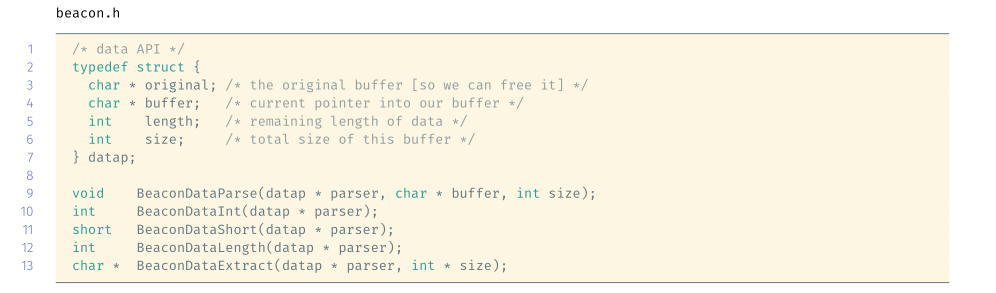 beacon.h
1 /* data API */
2 typedef struct {
3 char * original; /* the original buffer [so we can free it] */
4 char * buffer; /* current pointer into our buffer */
5 int length; /* remaining length of data */
6 int size; /* total size of this buffer */
7 } datap;
8
9 void BeaconDataParse(datap * parser, char * buffer, int size);
10 int BeaconDataInt(datap * parser);
11 short BeaconDataShort(datap * parser);
12 int BeaconDataLength(datap * parser);
13 char * BeaconDataExtract(datap * parser, int * size);